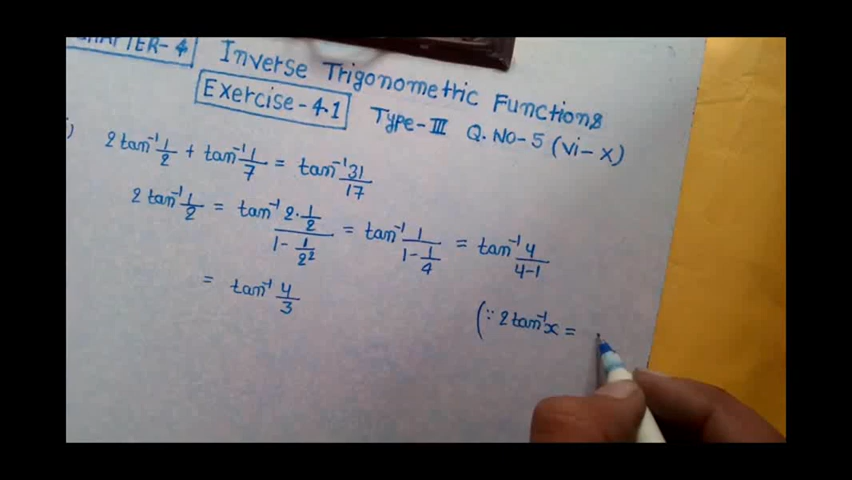 CHAPTER-4 Inverse Trigonometric Functions
Exercise-4.1 Type-III Q.No-5 (vi-x)
) 2 tan⁻¹ 1/2 + tan⁻¹ 1/7 = tan⁻¹ 31/17
2 tan⁻¹ 1/2 = tan⁻¹ (2·1/2)/(1 - 1/2²) = tan⁻¹ 1/(1 - 1/4) = tan⁻¹ 4/(4-1)
= tan⁻¹ 4/3
(∵ 2 tan⁻¹x =